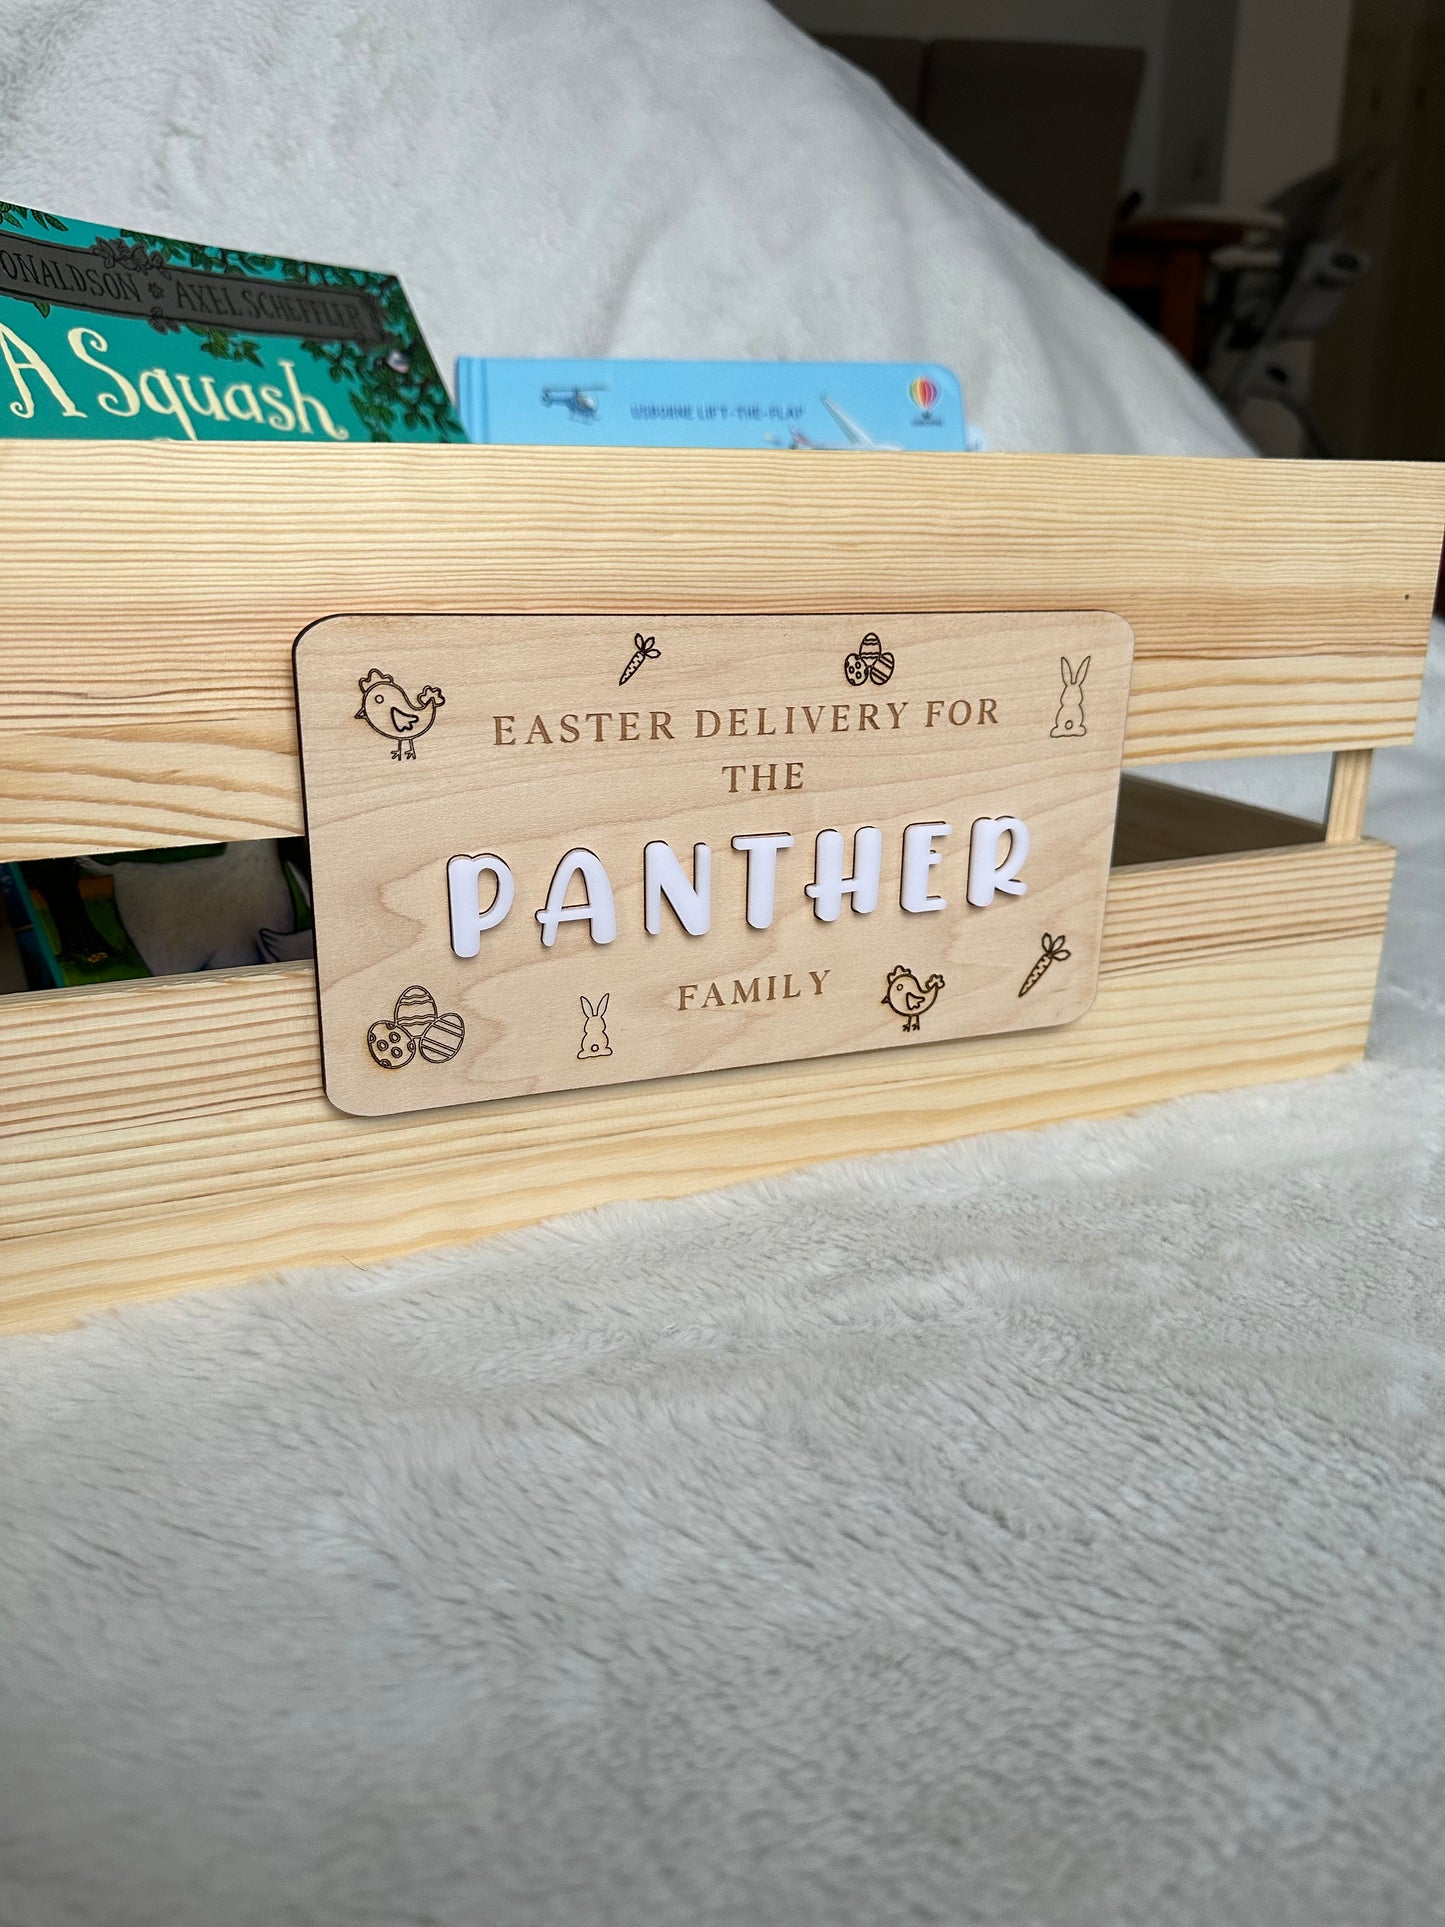 ONALDSON * AXEL SCHEFFLER
A Squash
USBORNE LIFT-THE-FLAP
EASTER DELIVERY FOR
THE
PANTHER
FAMILY